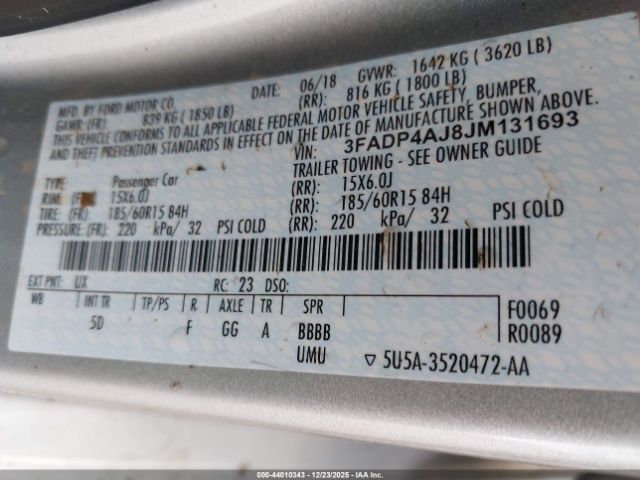 MFD. BY FORD MOTOR CO. DATE: 06/18 GVWR: 1642 KG ( 3620 LB)
GAWR: (FR): 839 KG ( 1850 LB) (RR): 816 KG ( 1800 LB)
THIS VEHICLE CONFORMS TO ALL APPLICABLE FEDERAL MOTOR VEHICLE SAFETY, BUMPER,
AND THEFT PREVENTION STANDARDS IN EFFECT ON THE DATE OF MANUFACTURE SHOWN ABOVE.
VIN: 3FADP4AJ8JM131693
TYPE: Passenger Car TRAILER TOWING - SEE OWNER GUIDE
RIM: (FR): 15X6.0J (RR): 15X6.0J
TIRE: (FR): 185/60R15 84H (RR): 185/60R15 84H
PRESSURE: (FR): 220 kPa/ 32 PSI COLD (RR): 220 kPa/ 32 PSI COLD
EXT PNT: UX RC: 23 DSO:
WB INT TR TP/PS R AXLE TR SPR F0069
5D F GG A BBBB R0089
UMU ▽ 5U5A-3520472-AA
000-44010343 - 12/23/2025 - IAA Inc.